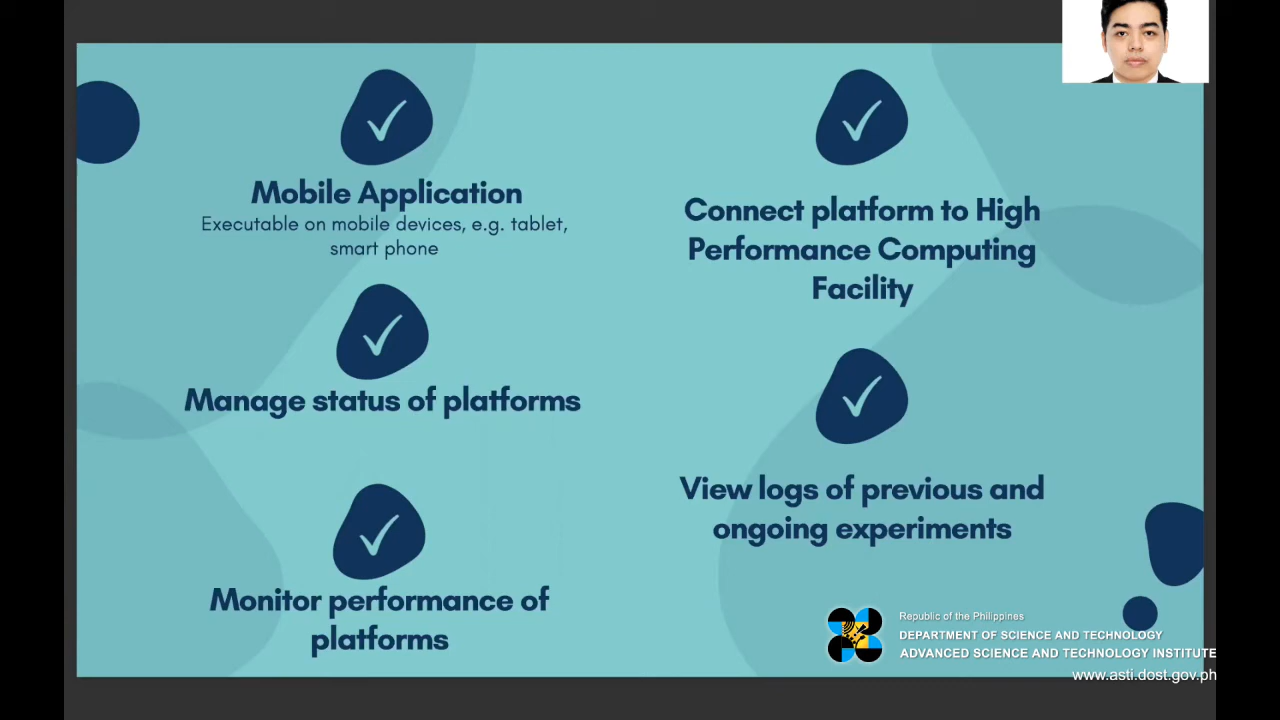 Mobile Application
Executable on mobile devices, e.g. tablet,
smart phone
Manage status of platforms
Monitor performance of
platforms
Connect platform to High
Performance Computing
Facility
View logs of previous and
ongoing experiments
Republic of the Philippines
DEPARTMENT OF SCIENCE AND TECHNOLOGY
ADVANCED SCIENCE AND TECHNOLOGY INSTITUTE
www.asti.dost.gov.ph